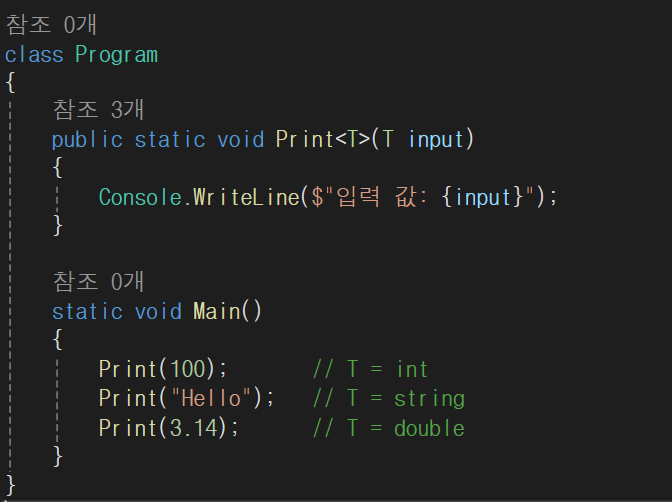 참조 0개
class Program
{
참조 3개
public static void Print<T>(T input)
{
Console.WriteLine($"입력 값: {input}");
}
참조 0개
static void Main()
{
Print(100); // T = int
Print("Hello"); // T = string
Print(3.14); // T = double
}
}